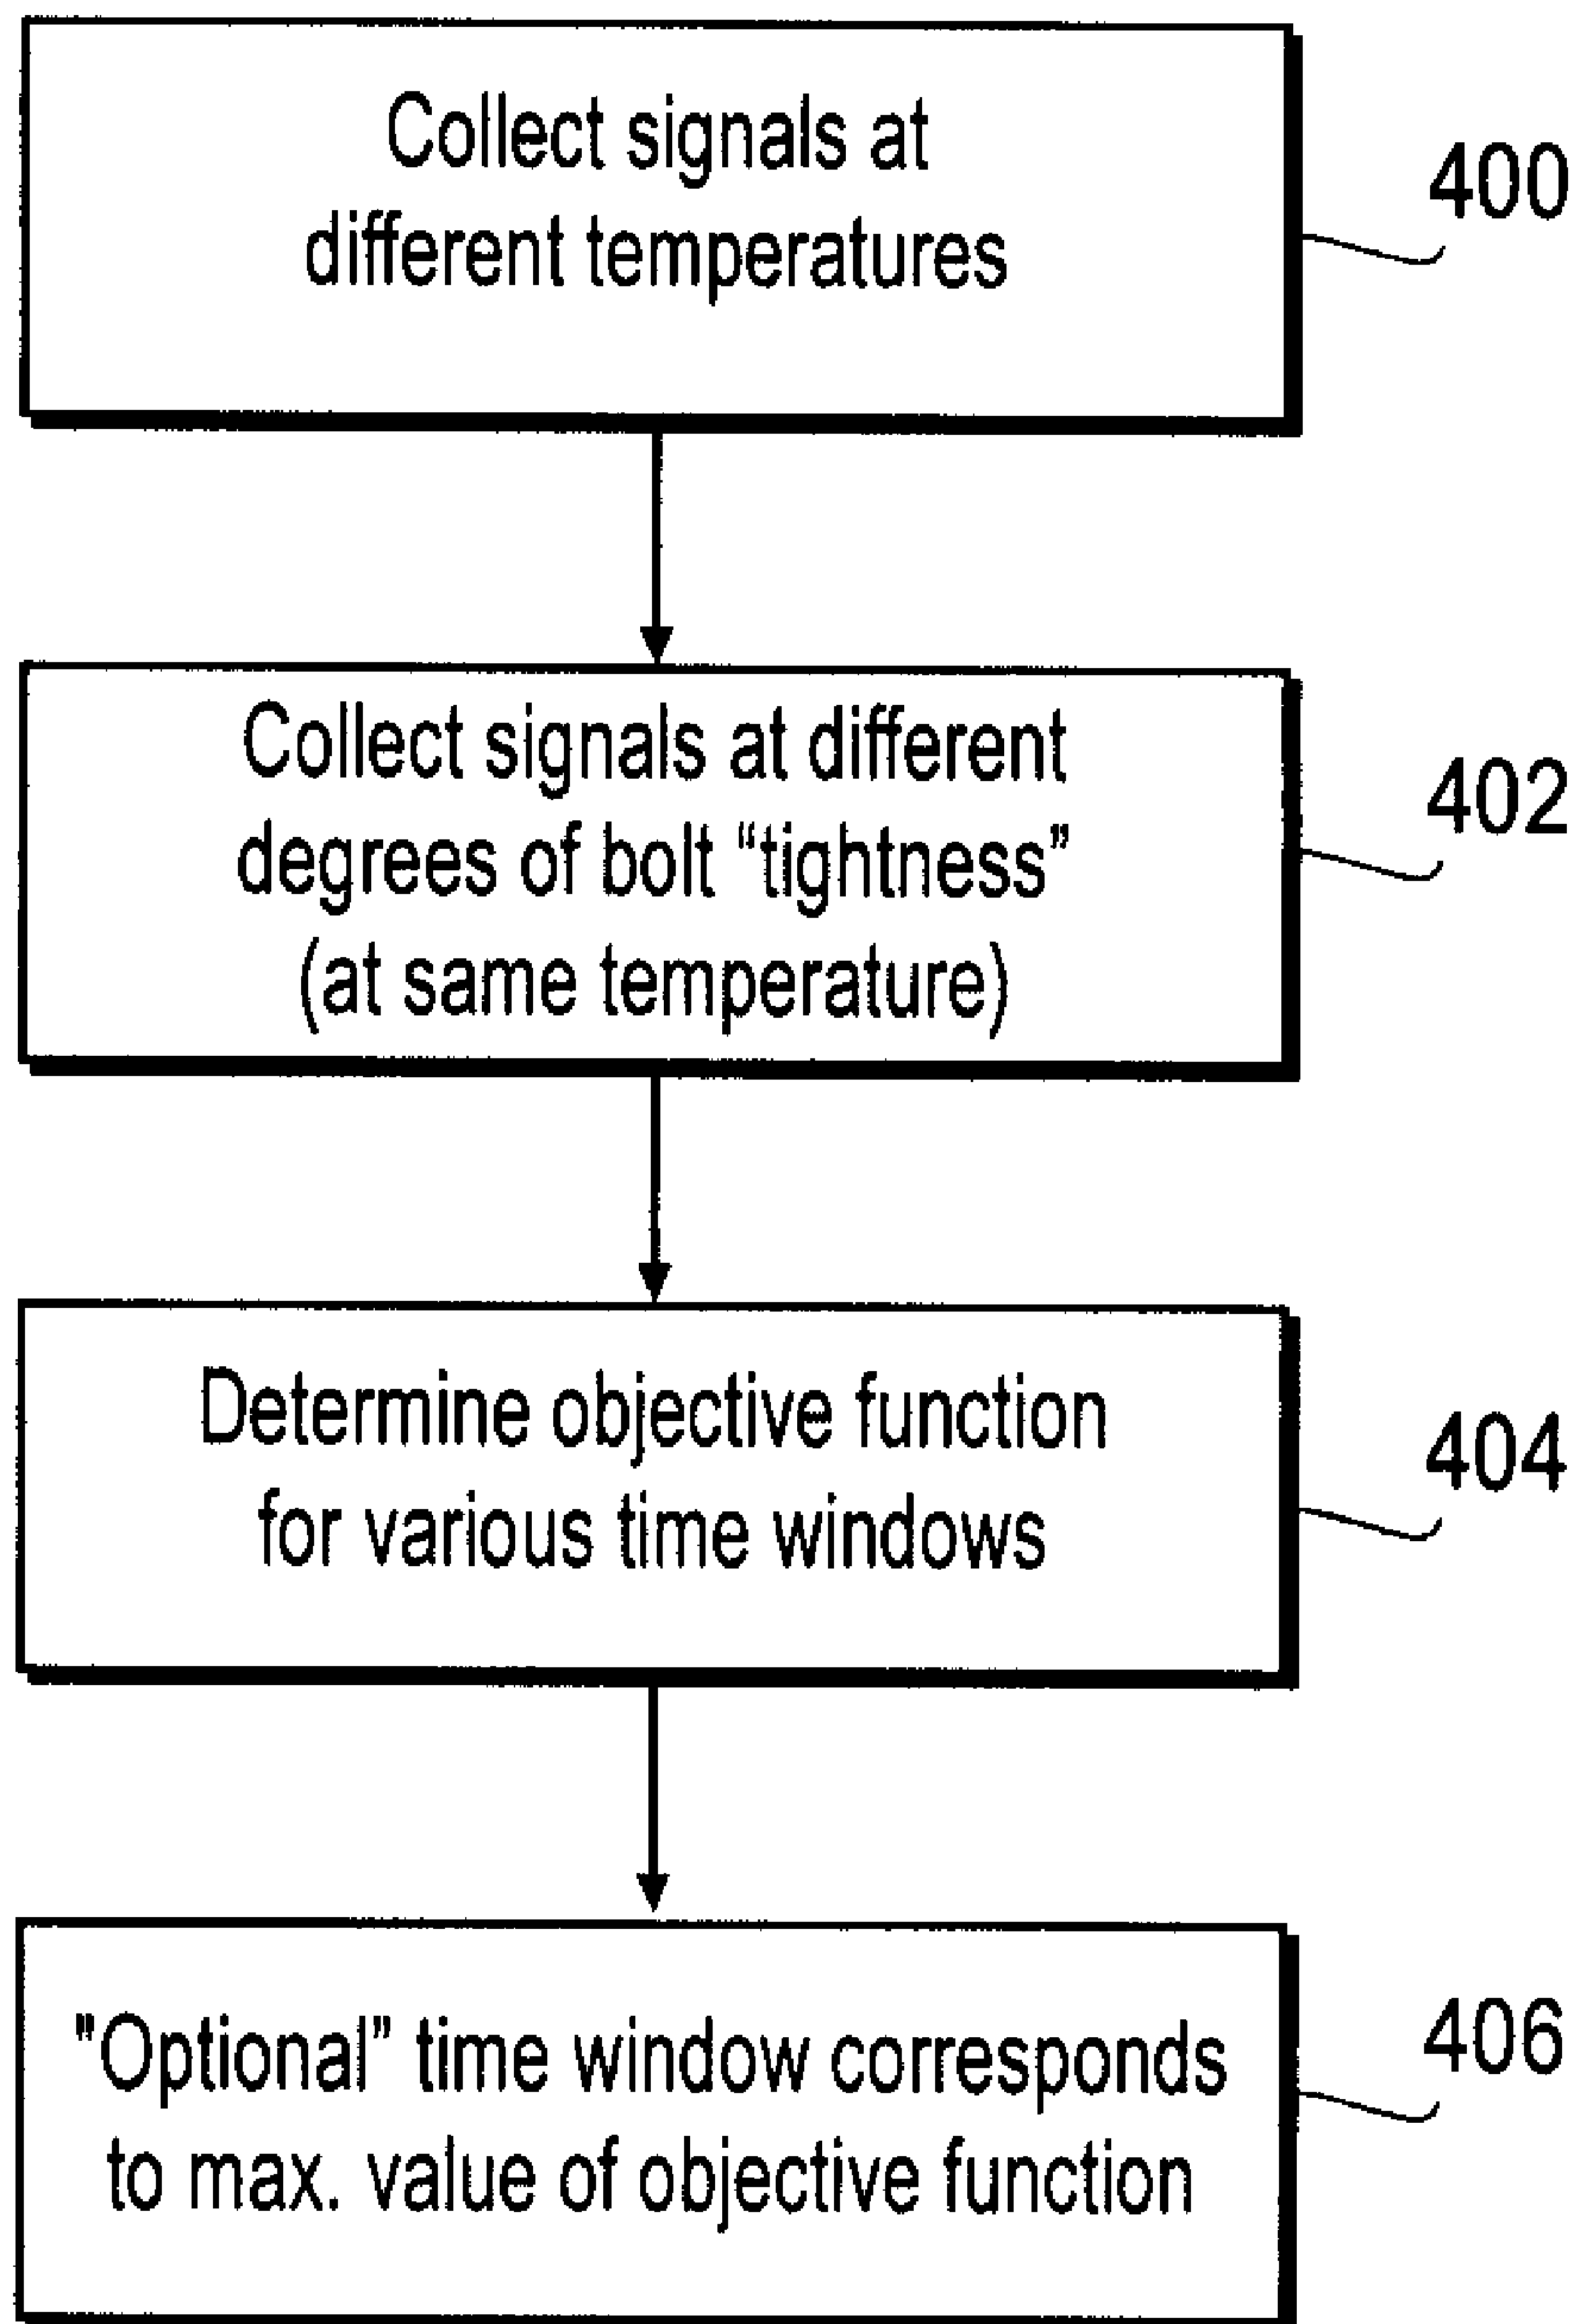 Collect signals at
different temperatures
400
Collect signals at different
degrees of bolt “tightness”
(at same temperature)
402
Determine objective function
for various time windows
404
"Optional” time window corresponds
to max. value of objective function
406